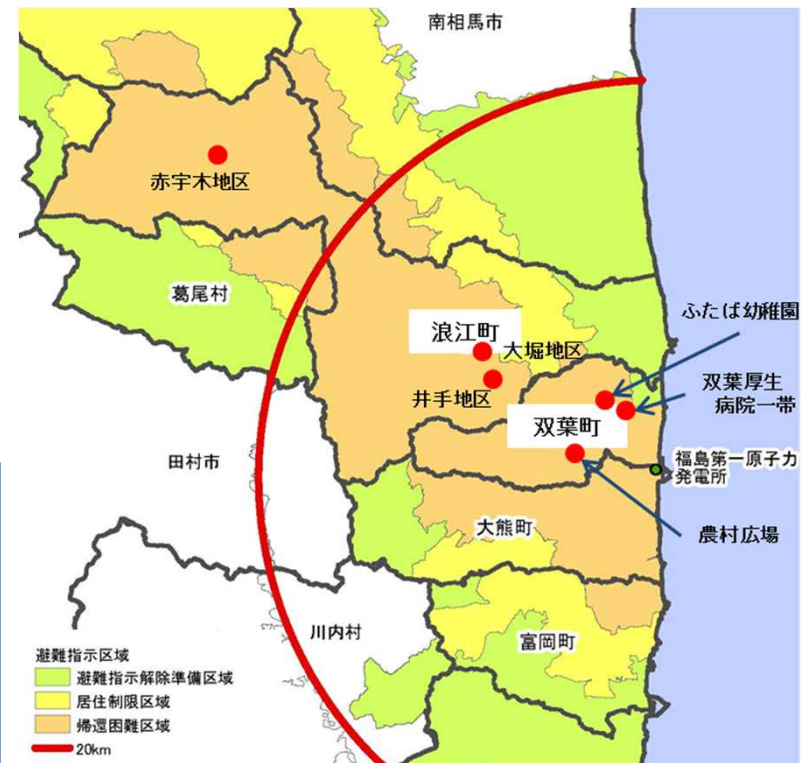 南相馬市
赤宇木地区
葛尾村
ふたば幼稚園
浪江町
大堀地区
井手地区
双葉厚生
病院一帯
双葉町
田村市
福島第一原子力
発電所
大熊町
農村広場
川内村
富岡町
避難指示区域
避難指示解除準備区域
居住制限区域
帰還困難区域
20km